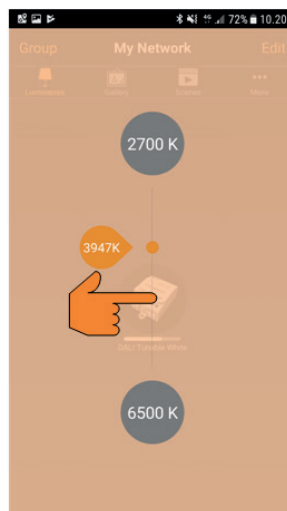 72% 10.20
Group My Network Edit
Luminaires Gallery Scenes More
2700 K
3947K
DALI Tunable White
6500 K